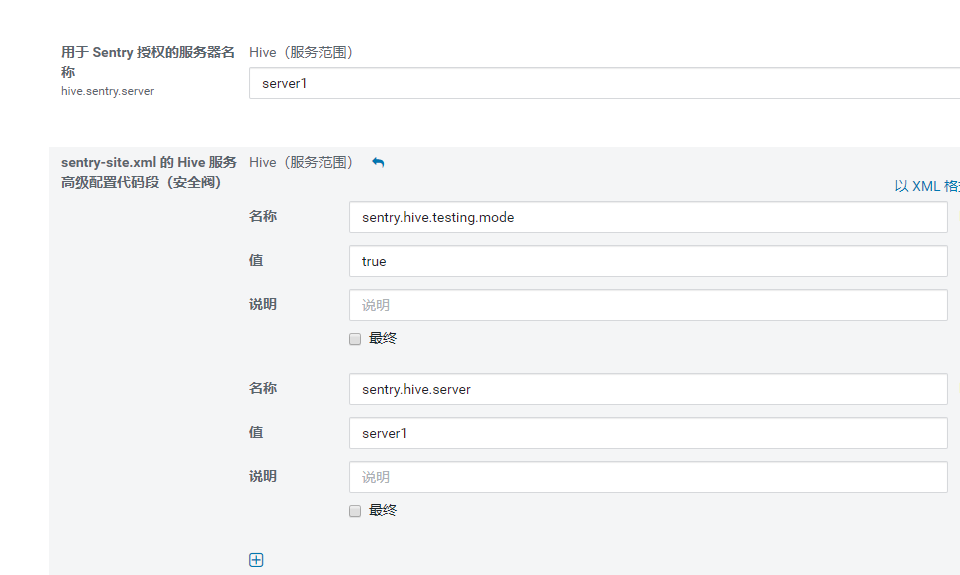 用于 Sentry 授权的服务器名 Hive（服务范围）
称
hive.sentry.server
server1
sentry-site.xml 的 Hive 服务 Hive（服务范围）
高级配置代码段（安全阀）
以 XML
名称 sentry.hive.testing.mode
值 true
说明 说明
最终
名称 sentry.hive.server
值 server1
说明 说明
最终